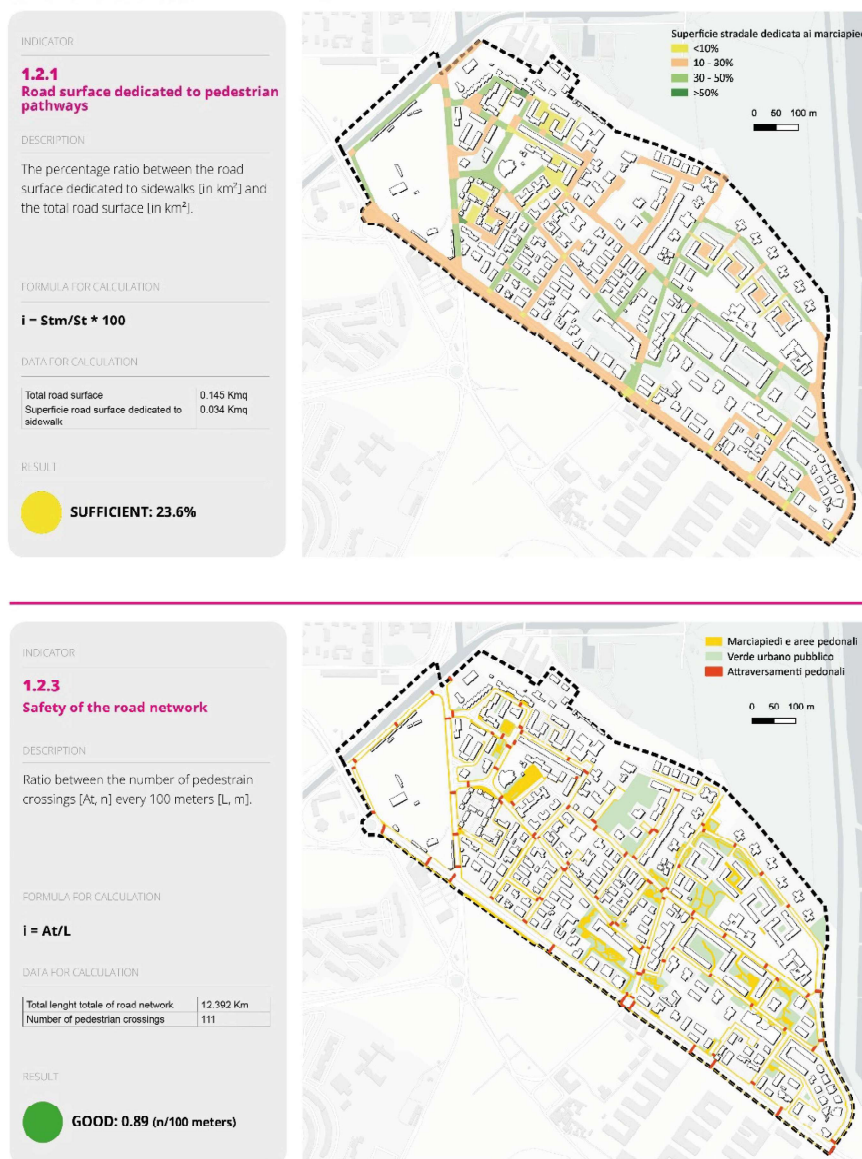 INDICATOR
1.2.1
Road surface dedicated to pedestrian
pathways
DESCRIPTION
The percentage ratio between the road
surface dedicated to sidewalks [in km²] and
the total road surface [in km²].
FORMULA FOR CALCULATION
i = Stm/St * 100
DATA FOR CALCULATION
Total road surface 0.145 Kmq
Superficie road surface dedicated to 0.034 Kmq
sidewalk
RESULT
SUFFICIENT: 23.6%
Superficie stradale dedicata ai marciapied
<10%
10 - 30%
30 - 50%
>50%
0 50 100 m
INDICATOR
1.2.3
Safety of the road network
DESCRIPTION
Ratio between the number of pedestrain
crossings [At, n] every 100 meters [L, m].
FORMULA FOR CALCULATION
i = At/L
DATA FOR CALCULATION
Total lenght totale of road network 12.392 Km
Number of pedestrian crossings 111
RESULT
GOOD: 0.89 (n/100 meters)
Marciapiedi e aree pedonali
Verde urbano pubblico
Attraversamenti pedonali
0 50 100 m